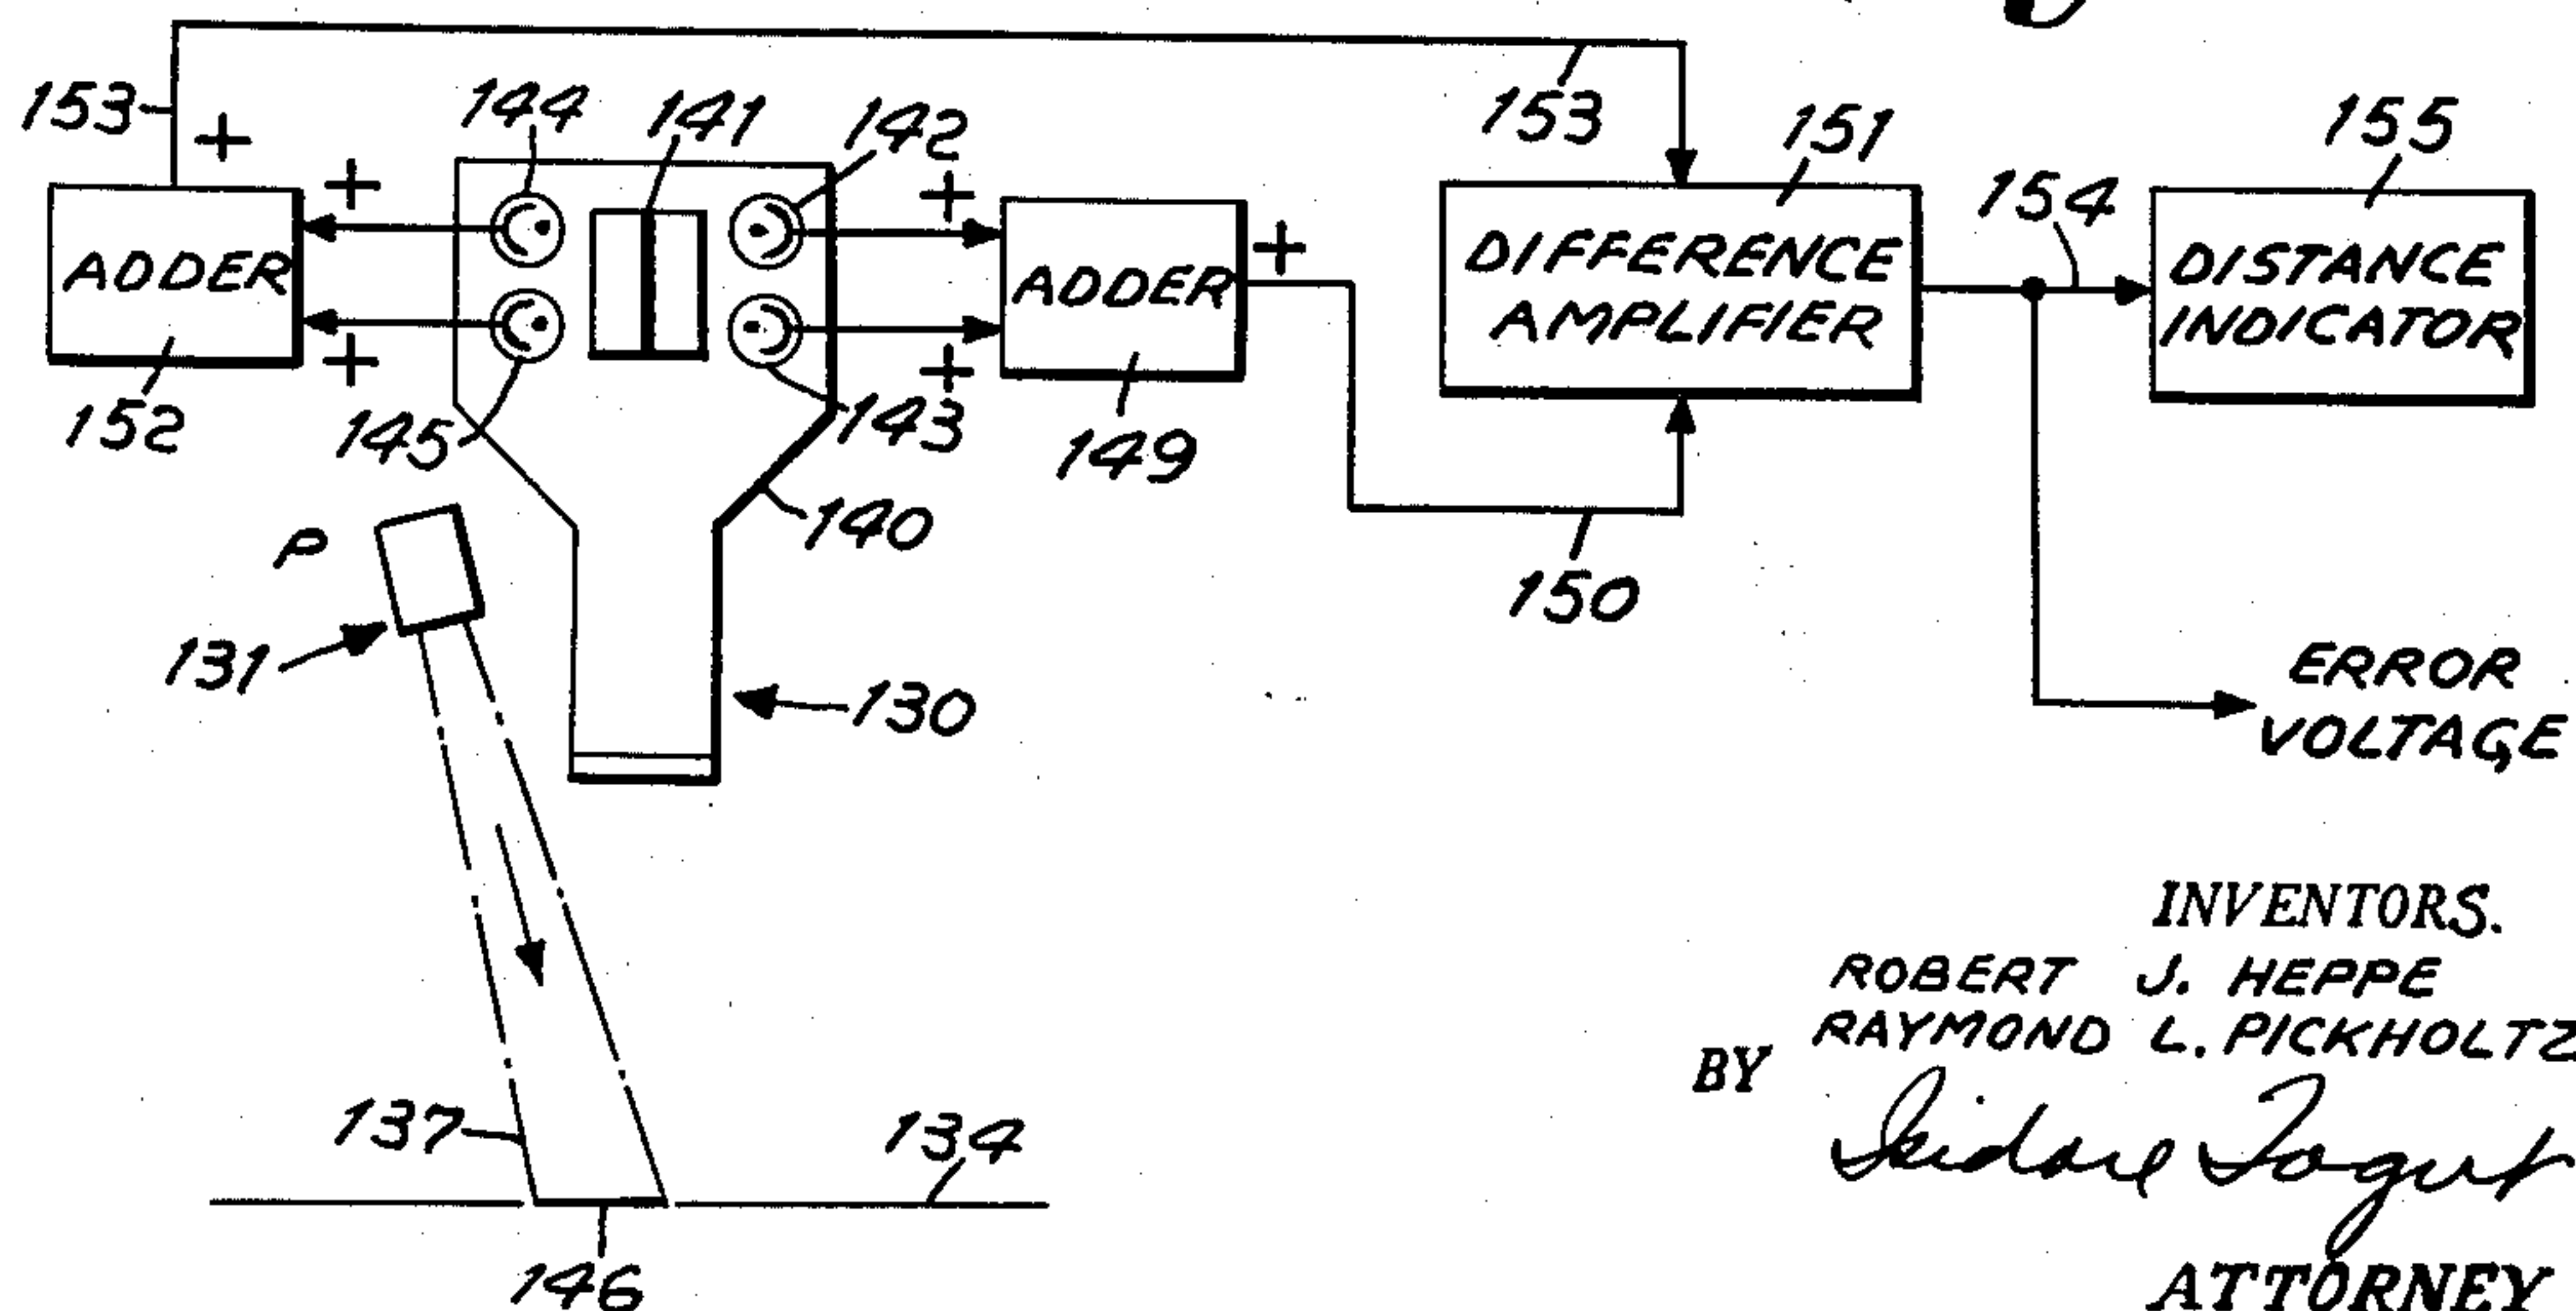 153
+
144
141
142
153
151
155
+
+
154
ADDER
ADDER
+
DIFFERENCE
AMPLIFIER
DISTANCE
INDICATOR
+
+
152
145
143
149
140
150
P
131
130
ERROR
VOLTAGE
INVENTORS.
ROBERT J. HEPPE
RAYMOND L. PICKHOLTZ
BY
137
134
146
ATTORNEY